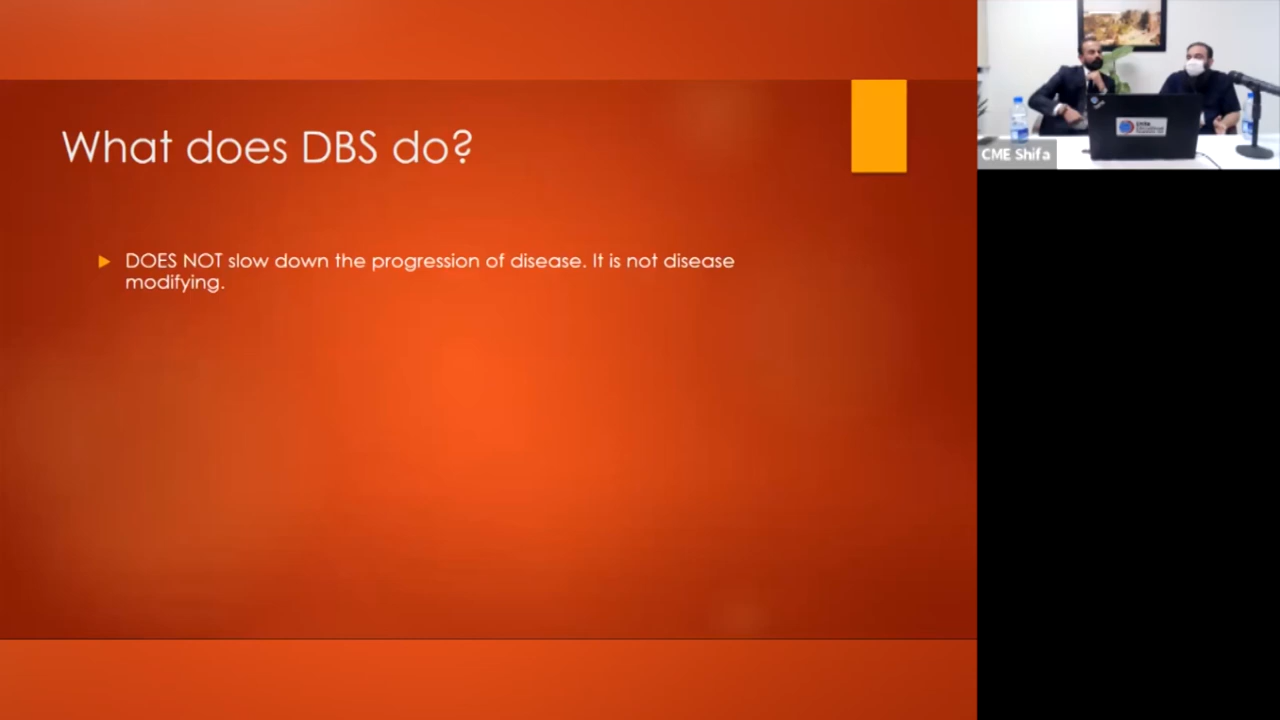 What does DBS do?
DOES NOT slow down the progression of disease. It is not disease
modifying.
CME Shifa